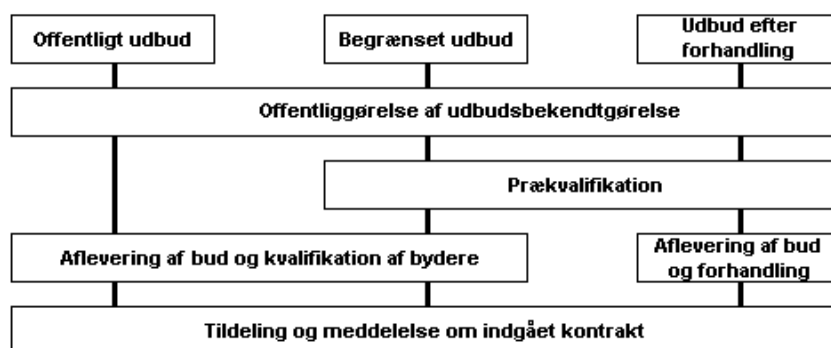 Offentligt udbud
Begrænset udbud
Udbud efter
forhandling
Offentliggørelse af udbudsbekendtgørelse
Prækvalifikation
Aflevering af bud og kvalifikation af bydere
Aflevering af bud
og forhandling
Tildeling og meddelelse om indgået kontrakt